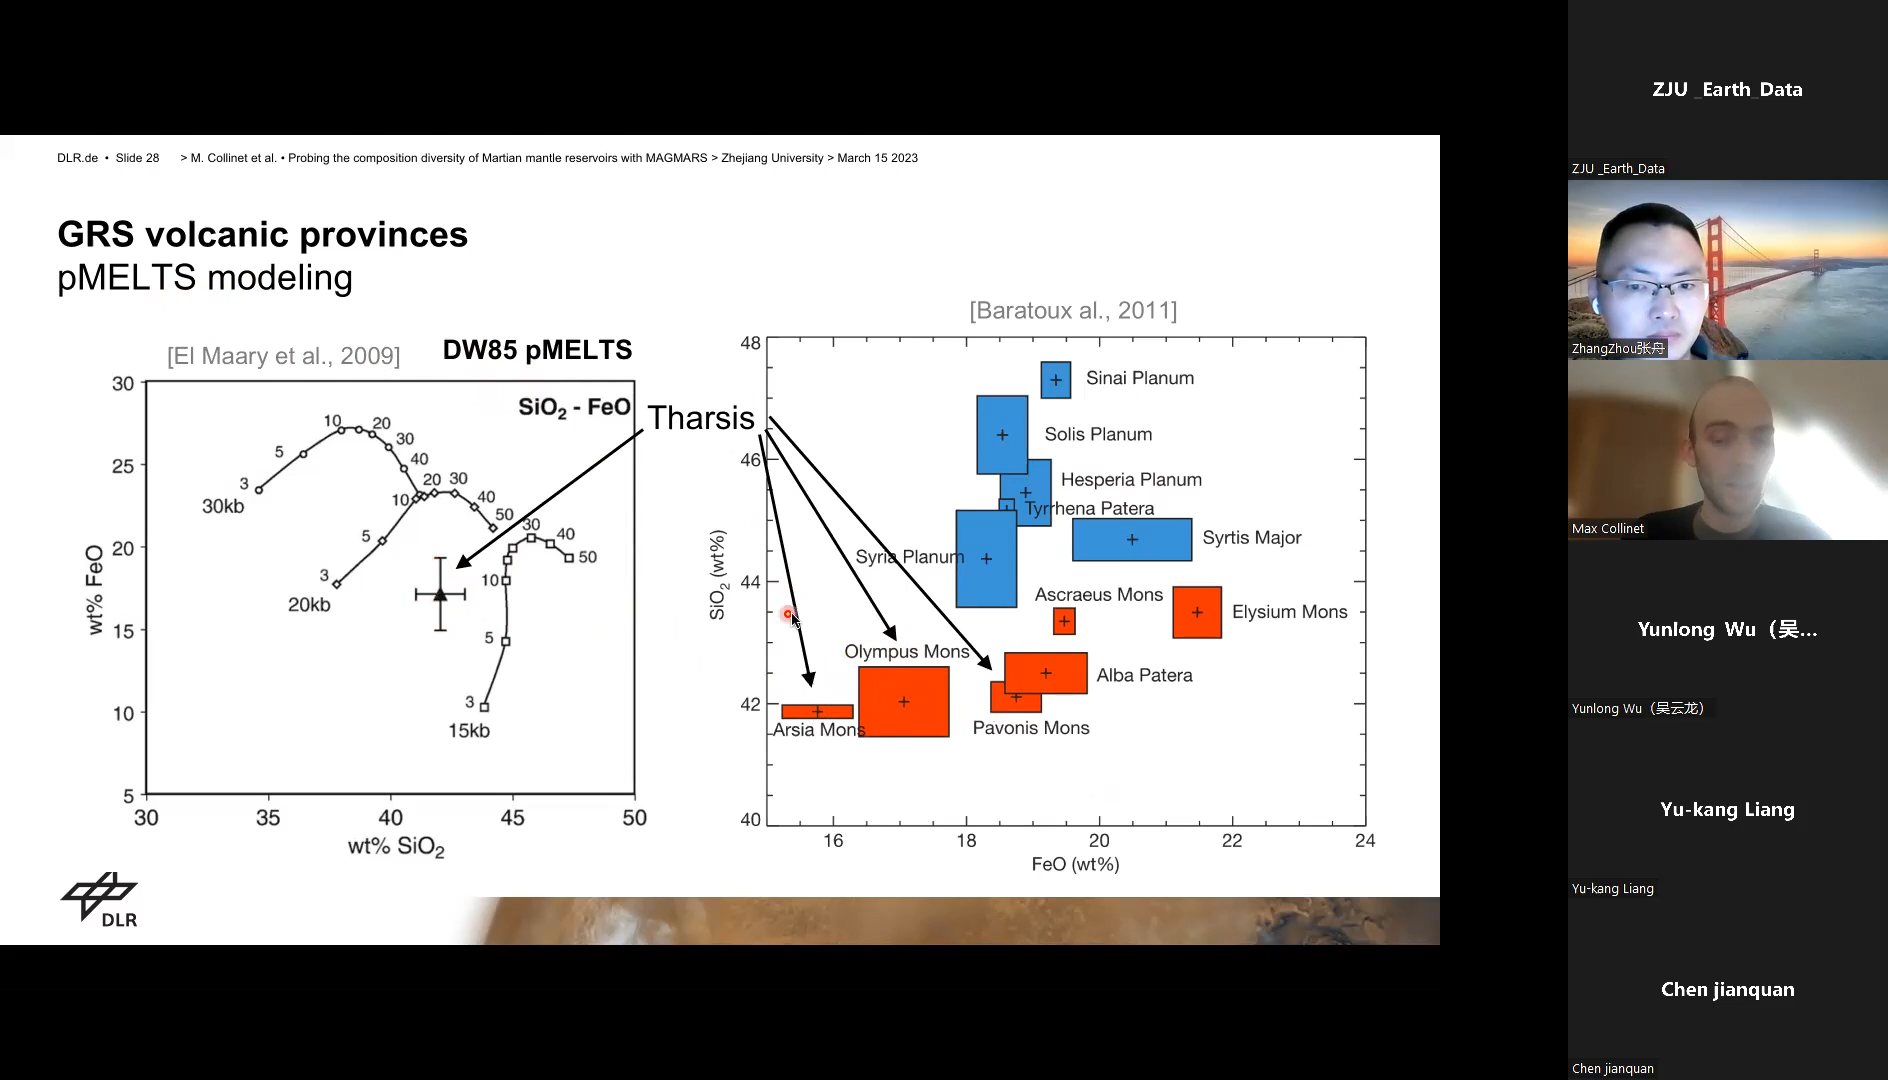 DLR.de • Slide 28 > M. Collinet et al. • Probing the composition diversity of Martian mantle reservoirs with MAGMARS > Zhejiang University > March 15 2023
GRS volcanic provinces
pMELTS modeling
[El Maary et al., 2009]
DW85 pMELTS
[Baratoux al., 2011]
SiO2 - FeO
Tharsis
30
25
20
15
10
5
wt% FeO
30 35 40 45 50
wt% SiO2
3 5 10 20 30 40
30kb
3 5 10 20 30 40 50
20kb
3 5 10 30 40 50
15kb
48
46
44
42
40
SiO2 (wt%)
Sinai Planum
Solis Planum
Hesperia Planum
Tyrrhena Patera
Syrtis Major
Syria Planum
Ascraeus Mons
Elysium Mons
Olympus Mons
Alba Patera
Arsia Mons
Pavonis Mons
16 18 20 22 24
FeO (wt%)
DLR
ZJU _Earth_Data
ZJU _Earth_Data
ZhangZhou张舟
Max Collinet
Yunlong Wu（吴...
Yunlong Wu（吴云龙）
Yu-kang Liang
Yu-kang Liang
Chen jianquan
Chen jianquan